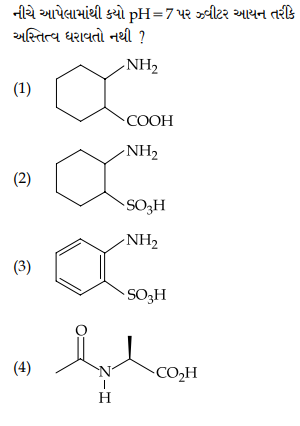 નીચે આપેલામાંથી કયો pH=7 પર ઝ્વીટર આયન તરીકે
અસ્તિત્વ ધરાવતો નથી ?
NH₂
(1)
COOH
NH₂
(2)
SO₃H
NH₂
(3)
SO₃H
O
(4)
N
CO₂H
H